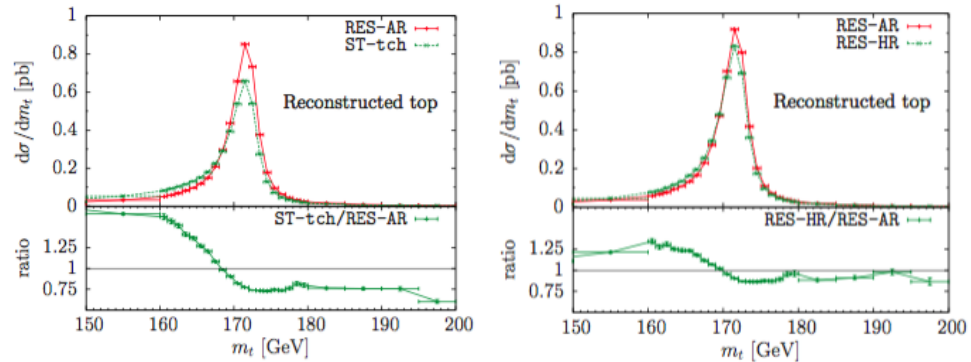 RES-AR
ST-tch
Reconstructed top
dσ/dm_t [pb]
1
0.8
0.6
0.4
0.2
0
ST-tch/RES-AR
ratio
1.25
1
0.75
150 160 170 180 190 200
m_t [GeV]
RES-AR
RES-HR
Reconstructed top
dσ/dm_t [pb]
1
0.8
0.6
0.4
0.2
0
RES-HR/RES-AR
ratio
1.25
1
0.75
150 160 170 180 190 200
m_t [GeV]